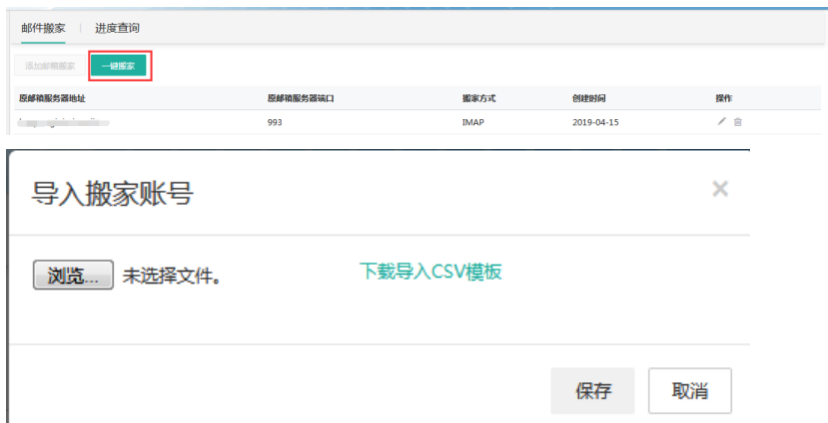 邮件搬家 进度查询
添加邮箱搬家 一键搬家
原邮箱服务器地址 原邮箱服务器端口 搬家方式 创建时间 操作
993 IMAP 2019-04-15
导入搬家账号 ×
浏览... 未选择文件。 下载导入CSV模板
保存 取消